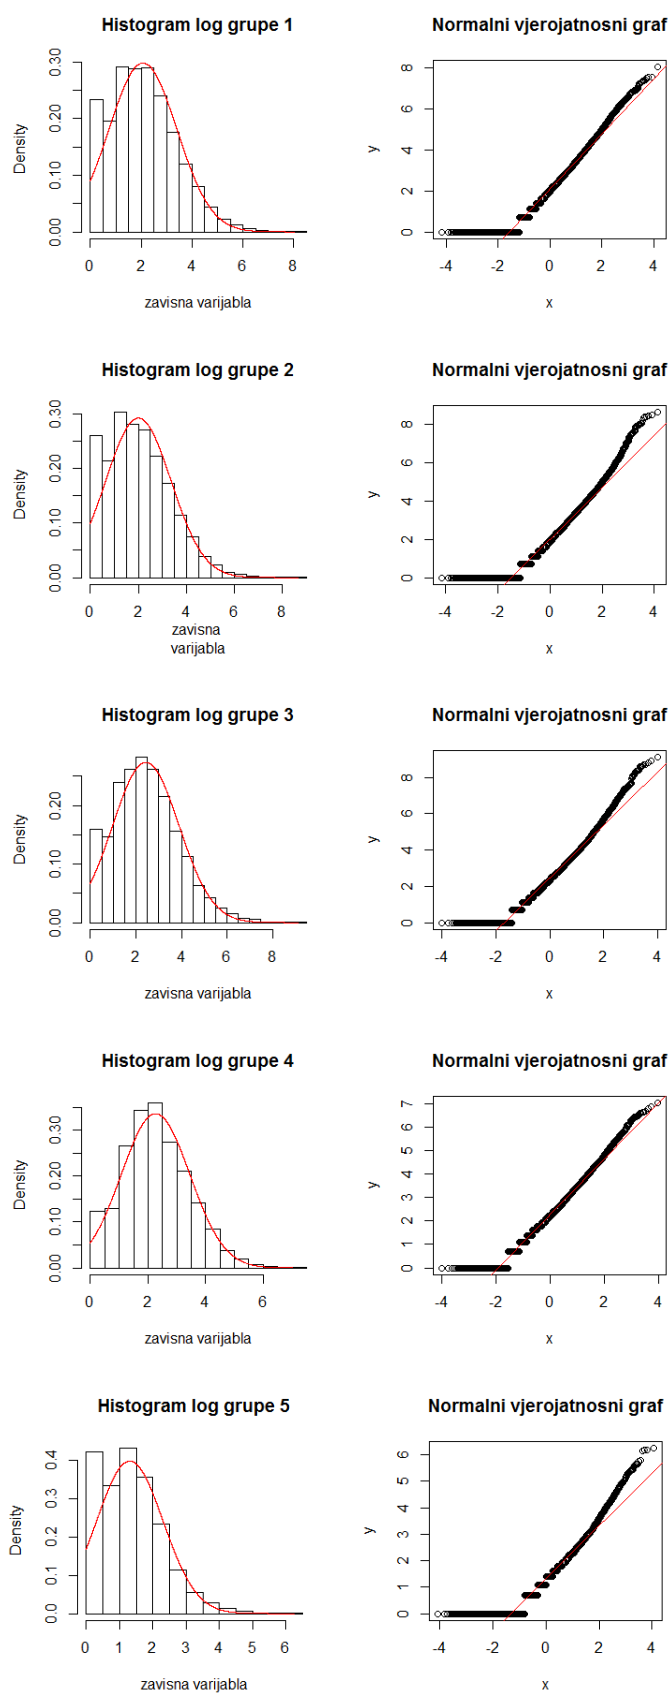 Histogram log grupe 1
Normalni vjerojatnosni graf
Density
0.00 0.10 0.20 0.30
0 2 4 6 8
zavisna varijabla
y
0 2 4 6 8
-4 -2 0 2 4
x
Histogram log grupe 2
Normalni vjerojatnosni graf
Density
0.00 0.10 0.20 0.30
0 2 4 6 8
zavisna
varijabla
y
0 2 4 6 8
-4 -2 0 2 4
x
Histogram log grupe 3
Normalni vjerojatnosni graf
Density
0.00 0.10 0.20
0 2 4 6 8
zavisna varijabla
y
0 2 4 6 8
-4 -2 0 2 4
x
Histogram log grupe 4
Normalni vjerojatnosni graf
Density
0.00 0.10 0.20 0.30
0 2 4 6
zavisna varijabla
y
0 1 2 3 4 5 6 7
-4 -2 0 2 4
x
Histogram log grupe 5
Normalni vjerojatnosni graf
Density
0.0 0.1 0.2 0.3 0.4
0 1 2 3 4 5 6
zavisna varijabla
y
0 1 2 3 4 5 6
-4 -2 0 2 4
x